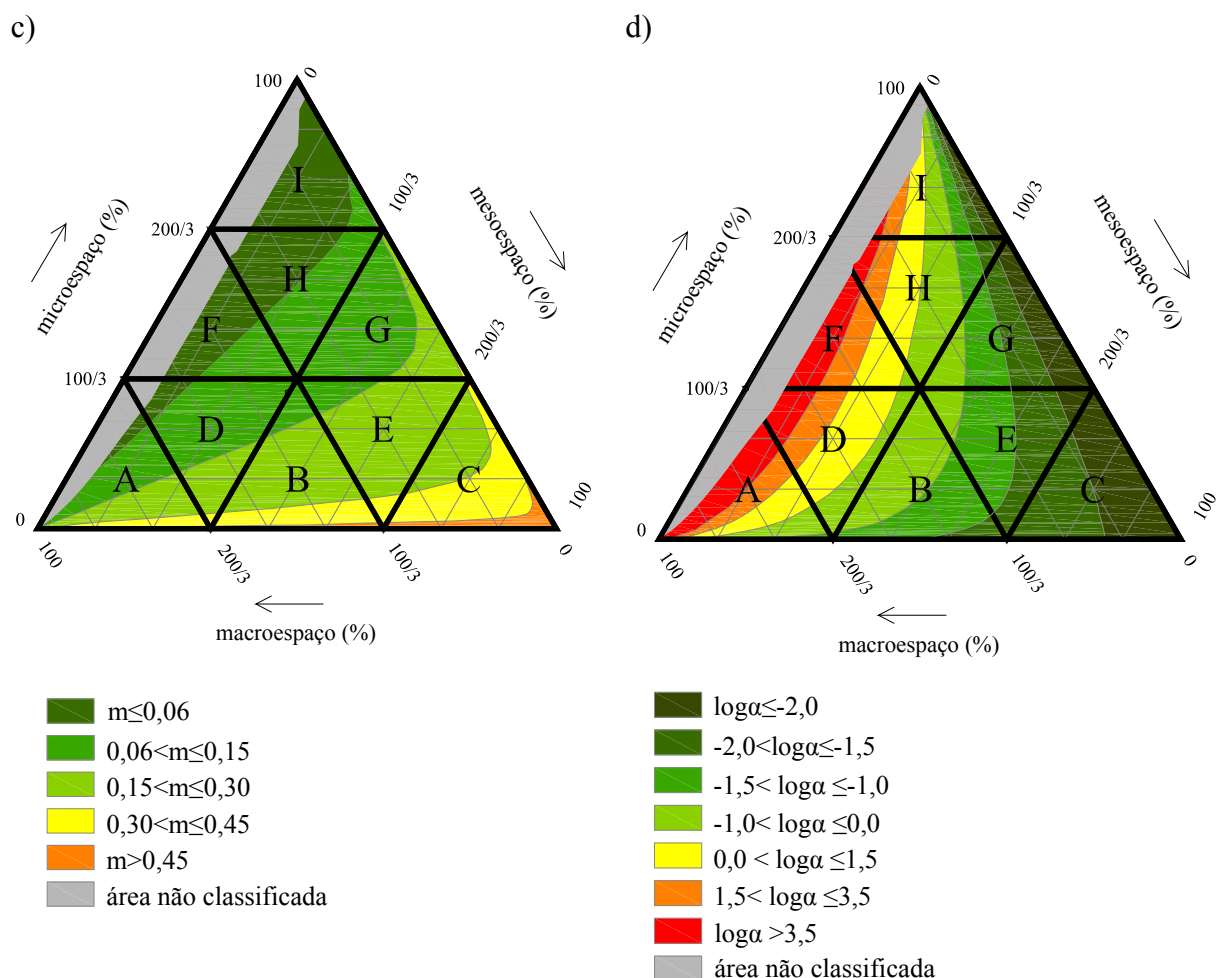 c)
100
0
I
100/3
microespaço (%)
mesoespaço (%)
200/3
H
F
G
200/3
100/3
D
E
A
B
C
100
0
100
200/3
100/3
0
macroespaço (%)
m≤0,06
0,06<m≤0,15
0,15<m≤0,30
0,30<m≤0,45
m>0,45
área não classificada
d)
100
0
I
100/3
microespaço (%)
mesoespaço (%)
200/3
H
F
G
200/3
100/3
D
E
A
B
C
100
0
100
200/3
100/3
0
macroespaço (%)
logα≤-2,0
-2,0<logα≤-1,5
-1,5< logα ≤-1,0
-1,0< logα ≤0,0
0,0 < logα ≤1,5
1,5< logα ≤3,5
logα >3,5
área não classificada